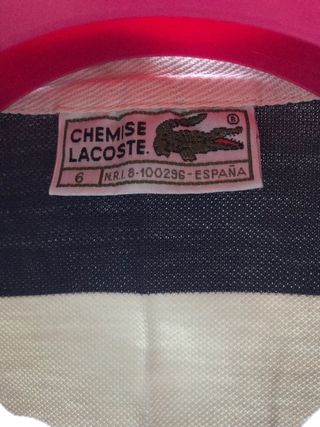 CHEMISE
LACOSTE.
®
6 N.R.I. 8-100296-ESPAÑA